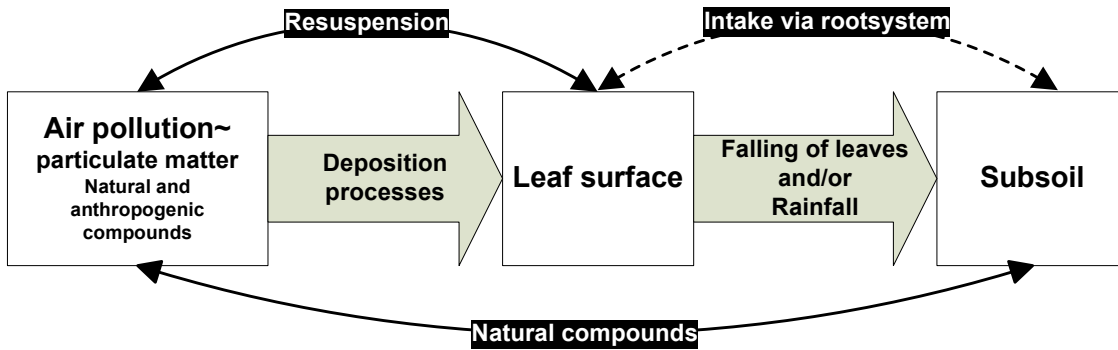 Resuspension
Intake via rootsystem
Air pollution~
particulate matter
Natural and
anthropogenic
compounds
Deposition
processes
Leaf surface
Falling of leaves
and/or
Rainfall
Subsoil
Natural compounds